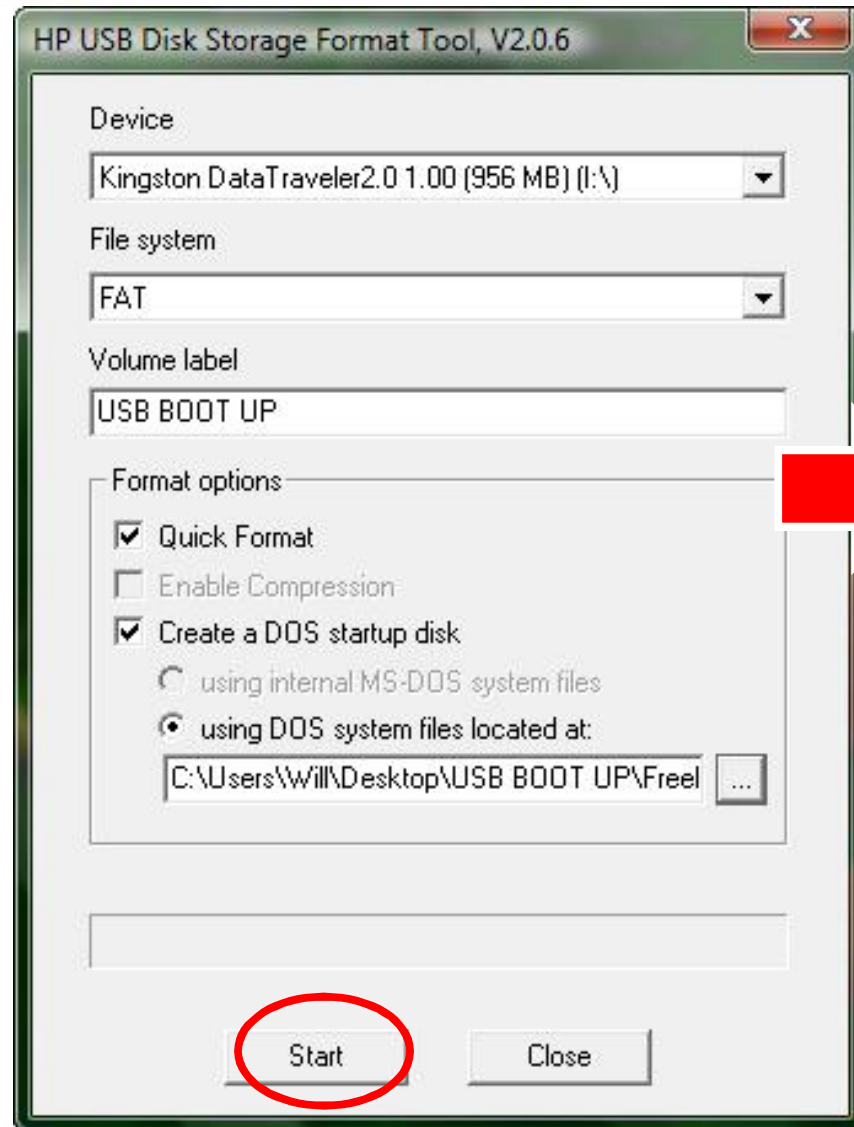 HP USB Disk Storage Format Tool, V2.0.6
Device
Kingston DataTraveler2.0 1.00 (956 MB) (I:\)
File system
FAT
Volume label
USB BOOT UP
Format options
Quick Format
Enable Compression
Create a DOS startup disk
using internal MS-DOS system files
using DOS system files located at:
C:\Users\Will\Desktop\USB BOOT UP\Freel ...
Start Close